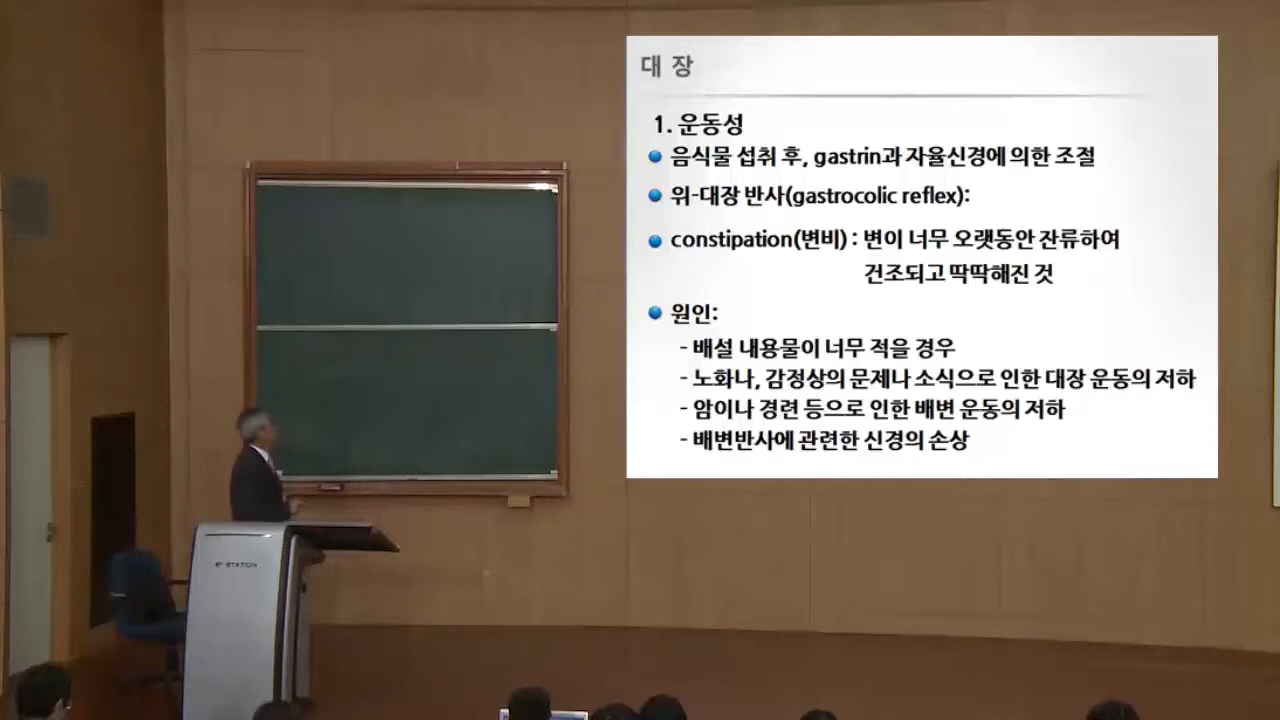 대 장
1. 운동성
음식물 섭취 후, gastrin과 자율신경에 의한 조절
위-대장 반사(gastrocolic reflex):
constipation(변비) : 변이 너무 오랫동안 잔류하여
건조되고 딱딱해진 것
원인:
- 배설 내용물이 너무 적을 경우
- 노화나, 감정상의 문제나 소식으로 인한 대장 운동의 저하
- 암이나 경련 등으로 인한 배변 운동의 저하
- 배변반사에 관련한 신경의 손상
e-STATION